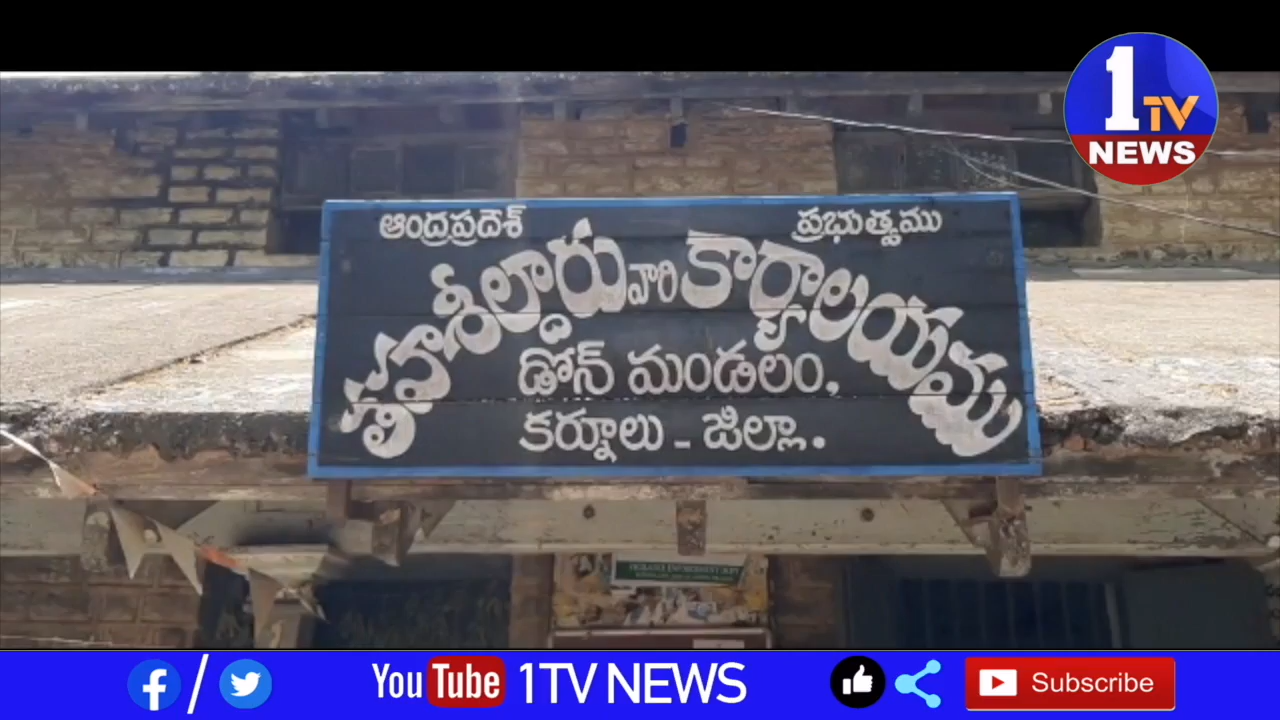 1TV
NEWS
ఆంధ్రప్రదేశ్ ప్రభుత్వము
తహశీల్దారు వారి కార్యాలయము
డోన్ మండలం,
కర్నూలు - జిల్లా.
YouTube 1TV NEWS
Subscribe